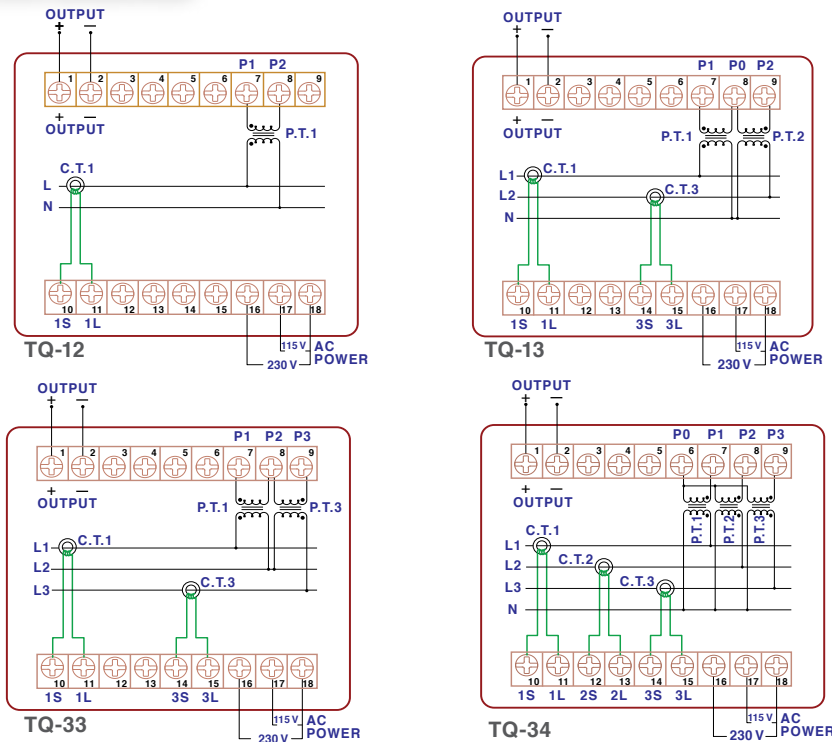 OUTPUT
+ −
1 2 3 4 5 6 7 8 9
P1 P2
+ −
OUTPUT
P.T.1
C.T.1
L
N
10 11 12 13 14 15 16 17 18
1S 1L
115 V AC
230 V POWER
TQ-12
OUTPUT
+ −
P1 P0 P2
1 2 3 4 5 6 7 8 9
+ −
OUTPUT
P.T.1 P.T.2
L1 C.T.1
L2 C.T.3
N
10 11 12 13 14 15 16 17 18
1S 1L 3S 3L
115 V AC
230 V POWER
TQ-13
OUTPUT
+ −
P1 P2 P3
1 2 3 4 5 6 7 8 9
+ −
OUTPUT
P.T.1 P.T.3
L1 C.T.1
L2
L3 C.T.3
10 11 12 13 14 15 16 17 18
1S 1L 3S 3L
115 V AC
230 V POWER
TQ-33
OUTPUT
+ −
P0 P1 P2 P3
1 2 3 4 5 6 7 8 9
+ −
OUTPUT
P.T.1 P.T.2 P.T.3
C.T.1
L1
L2 C.T.2
L3 C.T.3
N
10 11 12 13 14 15 16 17 18
1S 1L 2S 2L 3S 3L
115 V AC
230 V POWER
TQ-34